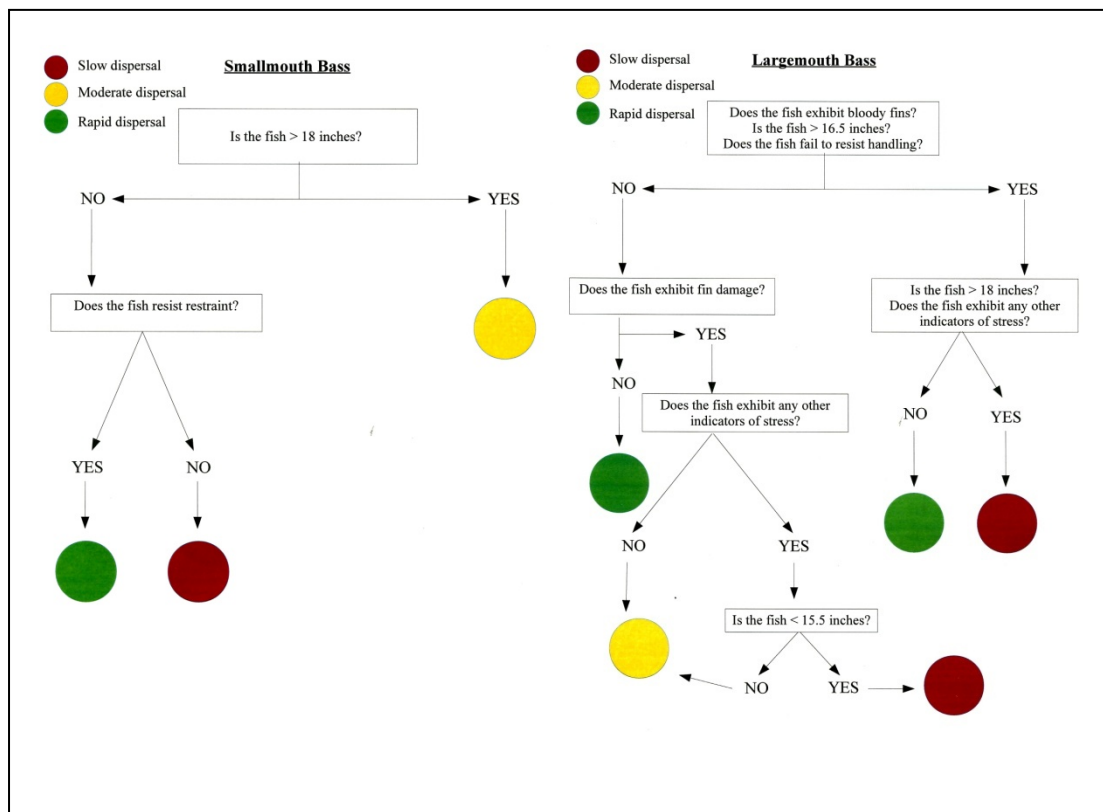 Smallmouth Bass
Slow dispersal
Moderate dispersal
Rapid dispersal
Is the fish > 18 inches?
NO
YES
Does the fish resist restraint?
YES
NO
Largemouth Bass
Slow dispersal
Moderate dispersal
Rapid dispersal
Does the fish exhibit bloody fins?
Is the fish > 16.5 inches?
Does the fish fail to resist handling?
NO
YES
Does the fish exhibit fin damage?
YES
NO
Does the fish exhibit any other
indicators of stress?
NO
YES
Is the fish < 15.5 inches?
NO
YES
Is the fish > 18 inches?
Does the fish exhibit any other
indicators of stress?
NO
YES